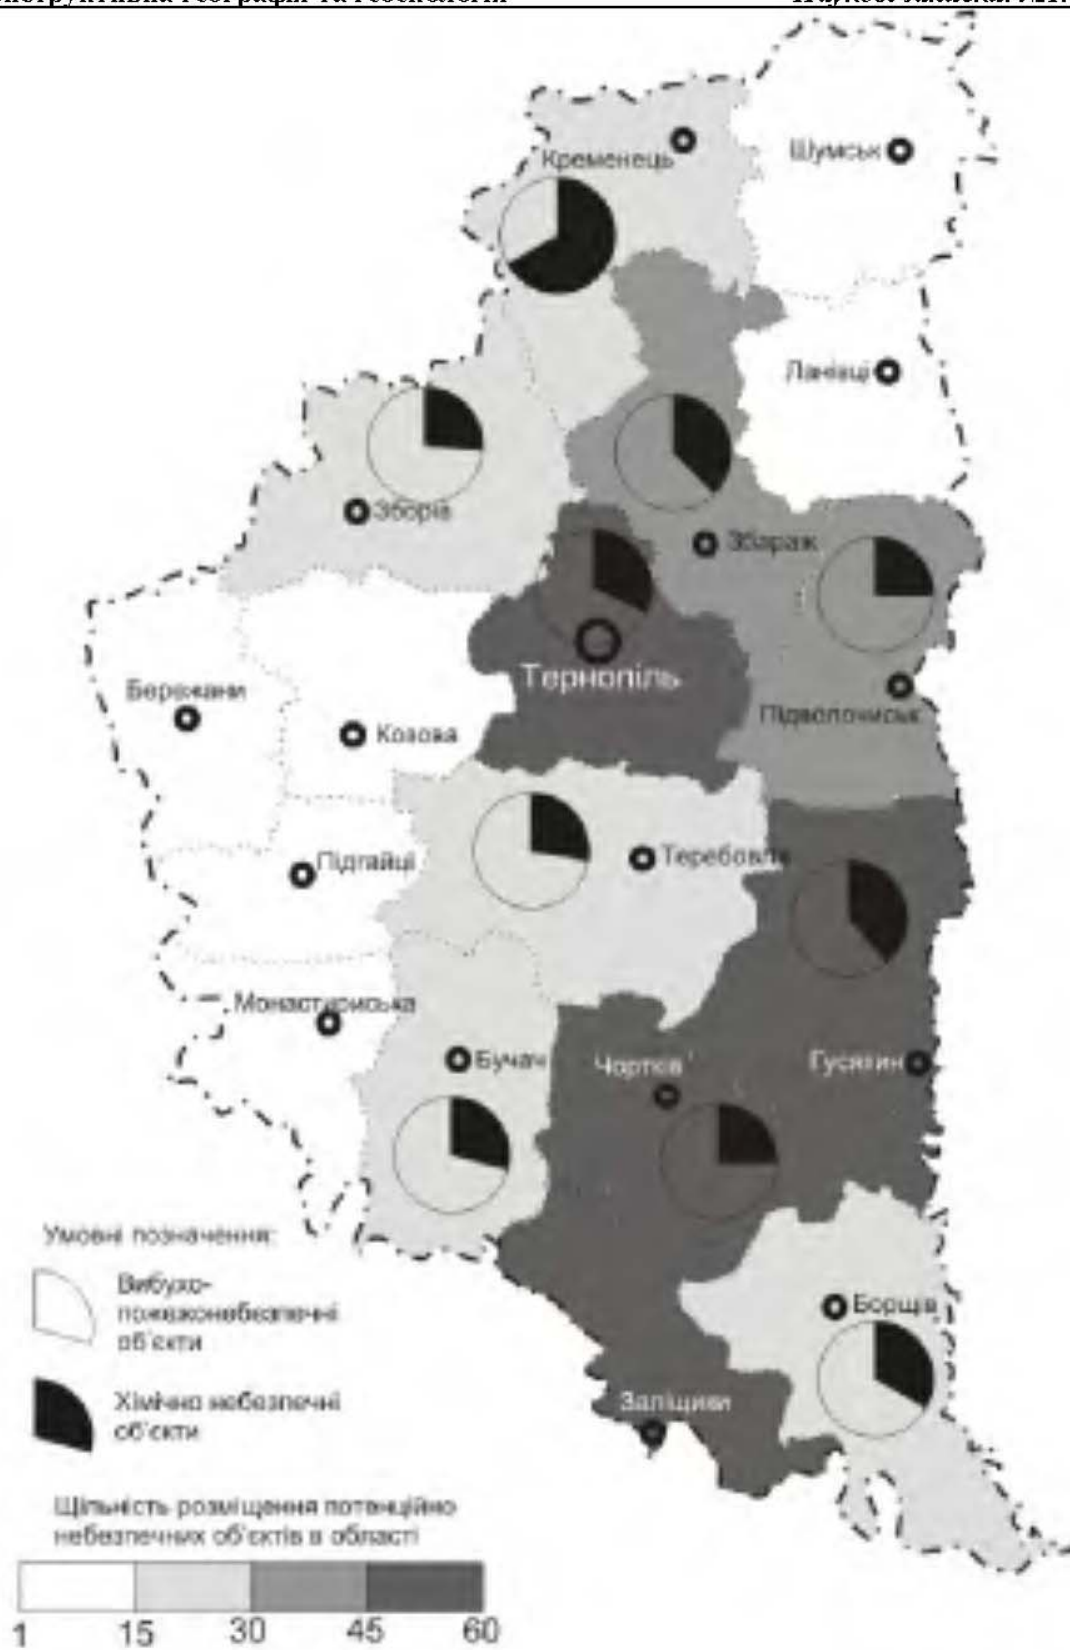 Кременець
Шумськ
Ланівці
Зборів
Збараж
Тернопіль
Бережани
Козова
Підволочиськ
Підгайці
Теребовля
Монастириська
Бучач
Чортків
Гусятин
Борщів
Заліщики
Умовні позначення:
Вибухо-
пожежонебезпечні
об'єкти
Хімічно небезпечні
об'єкти
Щільність розміщення потенційно
небезпечних об'єктів в області
1 15 30 45 60